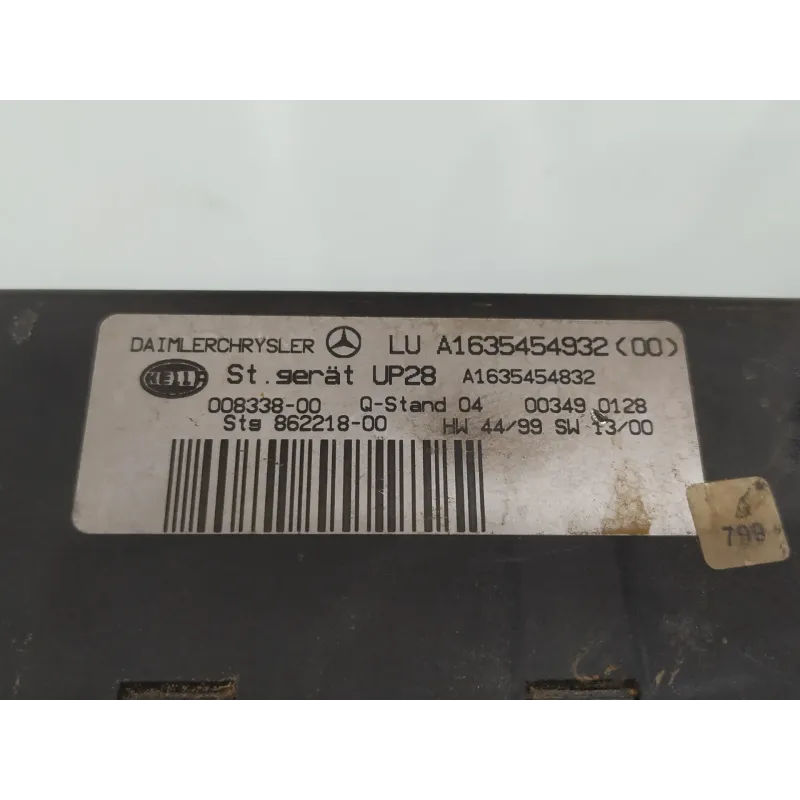 DAIMLERCHRYSLER LU A1635454932(00)
HELLA St.gerät UP28 A1635454832
008338-00 Q-Stand 04 00349 0128
Stg 862218-00 HW 44/99 SW 13/00
799